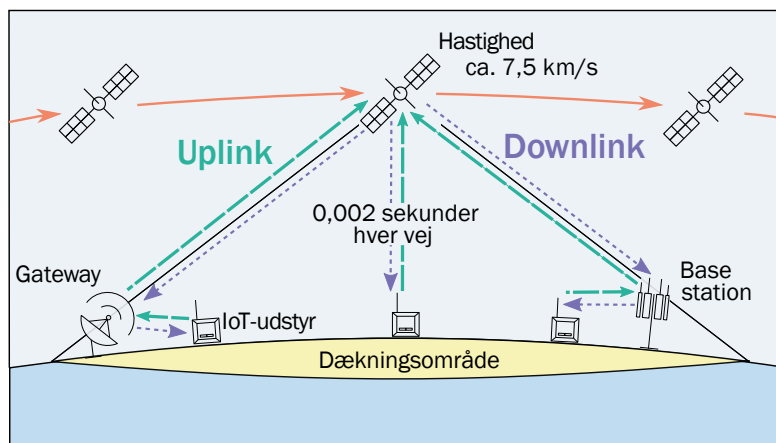 Hastighed
ca. 7,5 km/s
Uplink
Downlink
0,002 sekunder
hver vej
Gateway
Base
station
IoT-udstyr
Dækningsområde